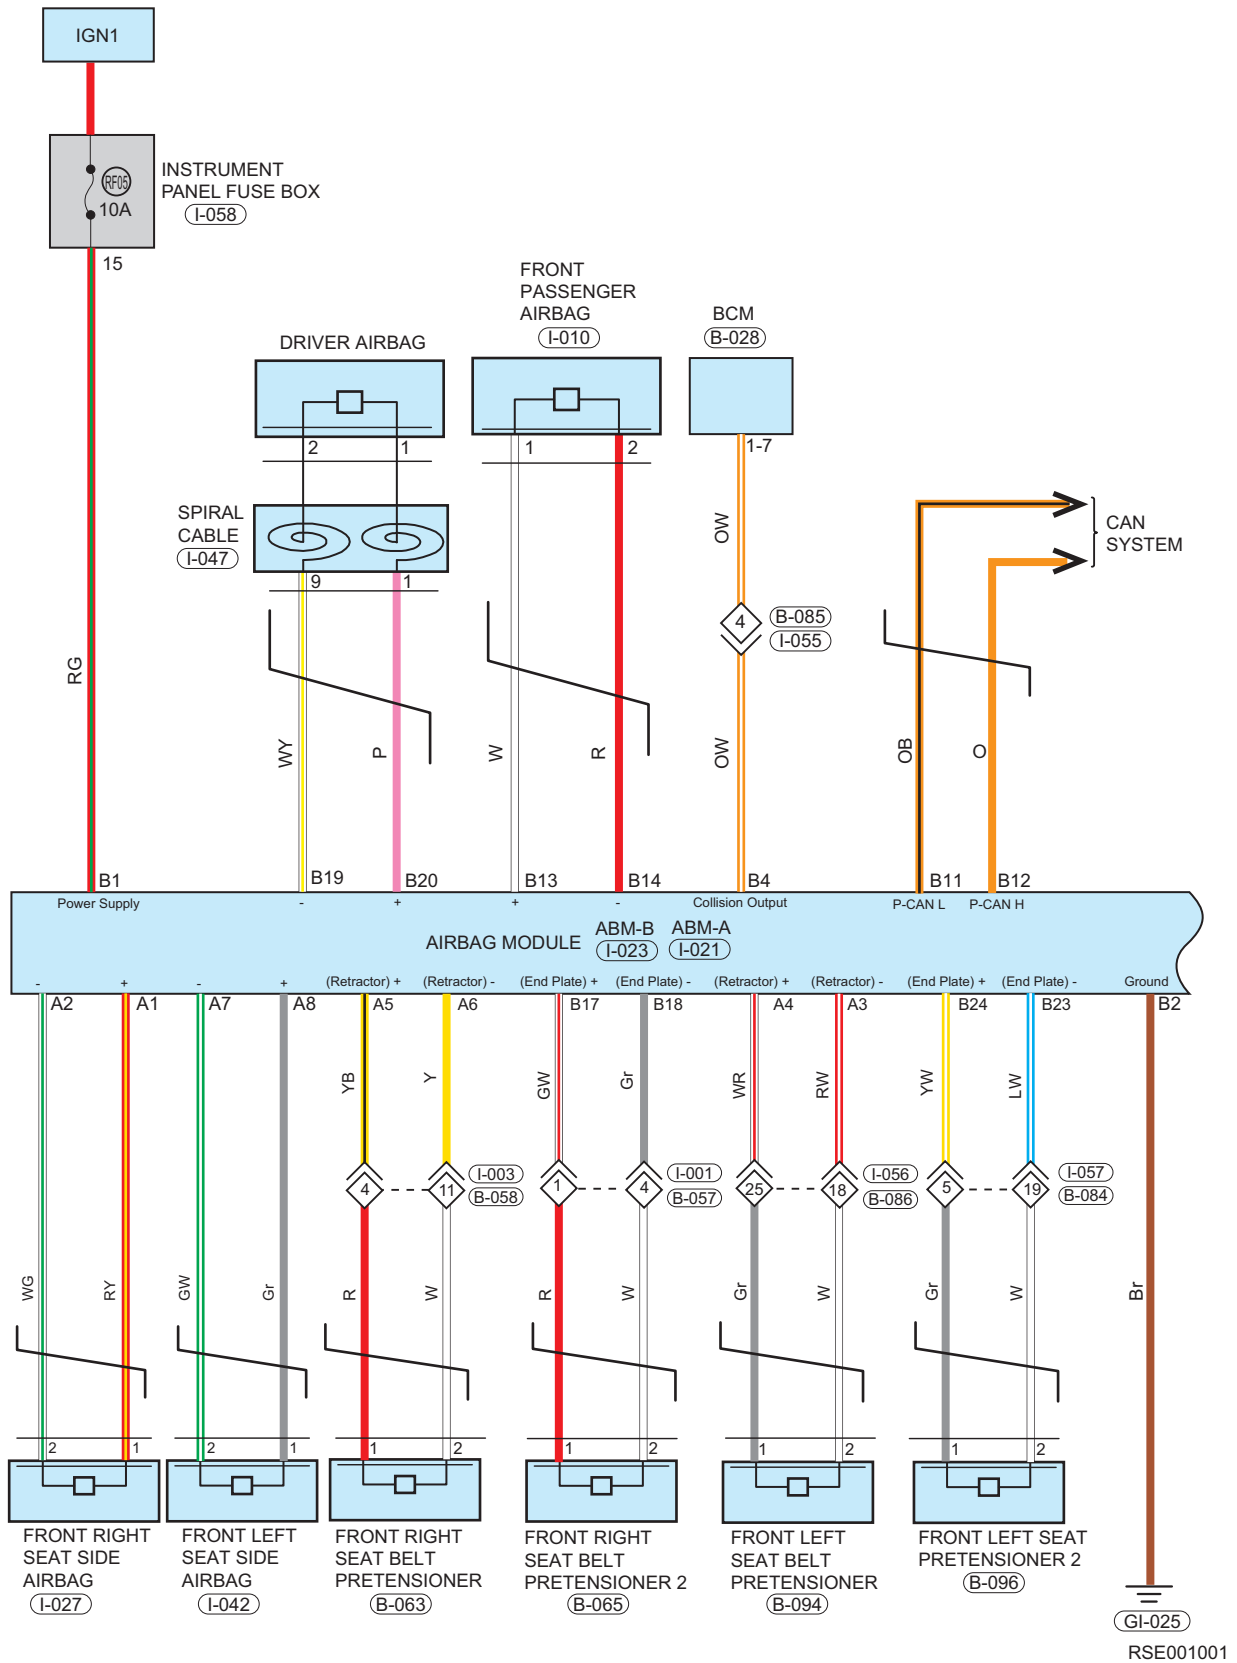 IGN1
RF05
10A
INSTRUMENT
PANEL FUSE BOX
I-058
15
FRONT
PASSENGER
AIRBAG
I-010
BCM
B-028
DRIVER AIRBAG
2 1
1 2
1-7
SPIRAL
CABLE
I-047
9 1
OW
CAN
SYSTEM
4
B-085
I-055
RG
WY
P
W
R
OW
OB
O
B1 B19 B20 B13 B14 B4 B11 B12
Power Supply - + + - Collision Output P-CAN L P-CAN H
AIRBAG MODULE
ABM-B
I-023
ABM-A
I-021
- + - + (Retractor) + (Retractor) - (End Plate) + (End Plate) - (Retractor) + (Retractor) - (End Plate) + (End Plate) - Ground
A2 A1 A7 A8 A5 A6 B17 B18 A4 A3 B24 B23 B2
YB Y GW Gr WR RW YW LW
4 11
I-003
B-058
1 4
I-001
B-057
25 18
I-056
B-086
5 19
I-057
B-084
WG RY GW Gr R W R W Gr W Gr W Br
2 1 2 1 1 2 1 2 1 2 1 2
FRONT RIGHT
SEAT SIDE
AIRBAG
I-027
FRONT LEFT
SEAT SIDE
AIRBAG
I-042
FRONT RIGHT
SEAT BELT
PRETENSIONER
B-063
FRONT RIGHT
SEAT BELT
PRETENSIONER 2
B-065
FRONT LEFT
SEAT BELT
PRETENSIONER
B-094
FRONT LEFT SEAT
PRETENSIONER 2
B-096
GI-025
RSE001001